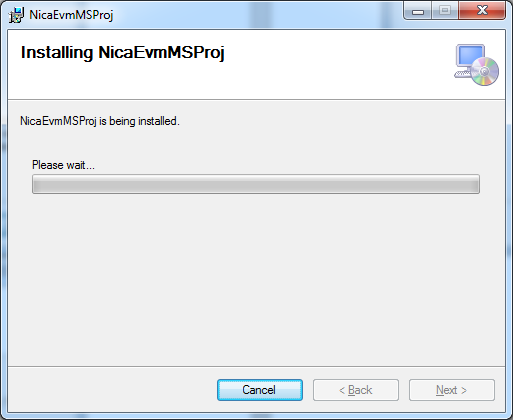 NicaEvmMSProj
Installing NicaEvmMSProj
NicaEvmMSProj is being installed.
Please wait...
Cancel
< Back
Next >